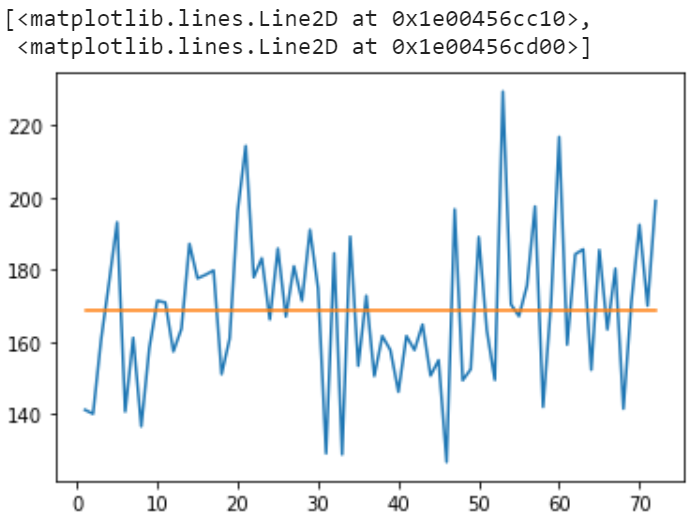 [<matplotlib.lines.Line2D at 0x1e00456cc10>,
 <matplotlib.lines.Line2D at 0x1e00456cd00>]
220
200
180
160
140
0 10 20 30 40 50 60 70